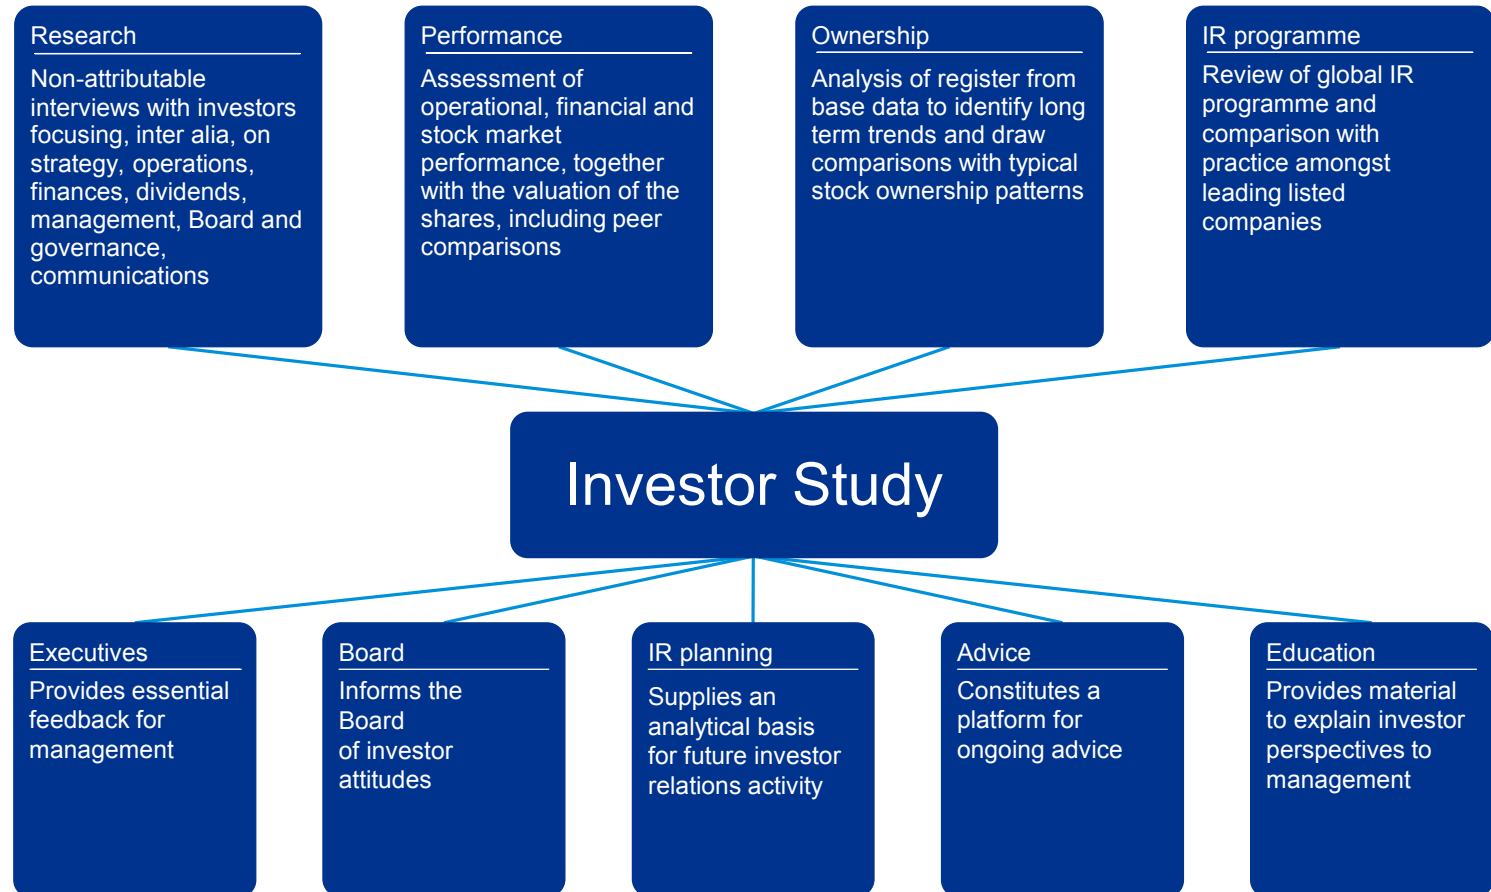 Research
Non-attributable
interviews with investors
focusing, inter alia, on
strategy, operations,
finances, dividends,
management, Board and
governance,
communications
Performance
Assessment of
operational, financial and
stock market
performance, together
with the valuation of the
shares, including peer
comparisons
Ownership
Analysis of register from
base data to identify long
term trends and draw
comparisons with typical
stock ownership patterns
IR programme
Review of global IR
programme and
comparison with
practice amongst
leading listed
companies
Investor Study
Executives
Provides essential
feedback for
management
Board
Informs the
Board
of investor
attitudes
IR planning
Supplies an
analytical basis
for future investor
relations activity
Advice
Constitutes a
platform for
ongoing advice
Education
Provides material
to explain investor
perspectives to
management